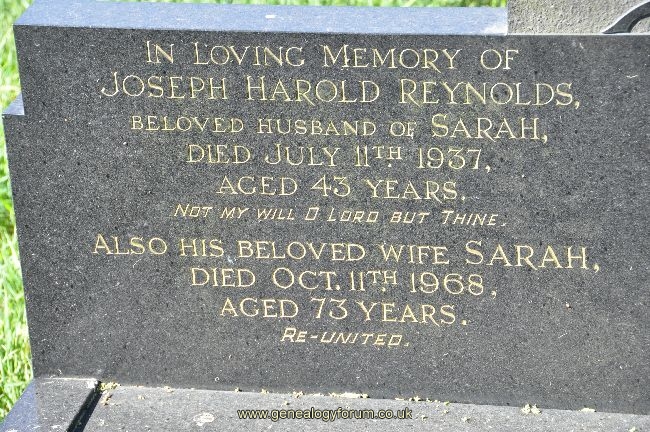 In Loving Memory of
Joseph Harold Reynolds,
beloved husband of Sarah,
died July 11th 1937,
aged 43 years.
Not my will O Lord but Thine.
Also his beloved wife Sarah,
died Oct. 11th 1968,
aged 73 years.
Re-united.
www.genealogyforum.co.uk